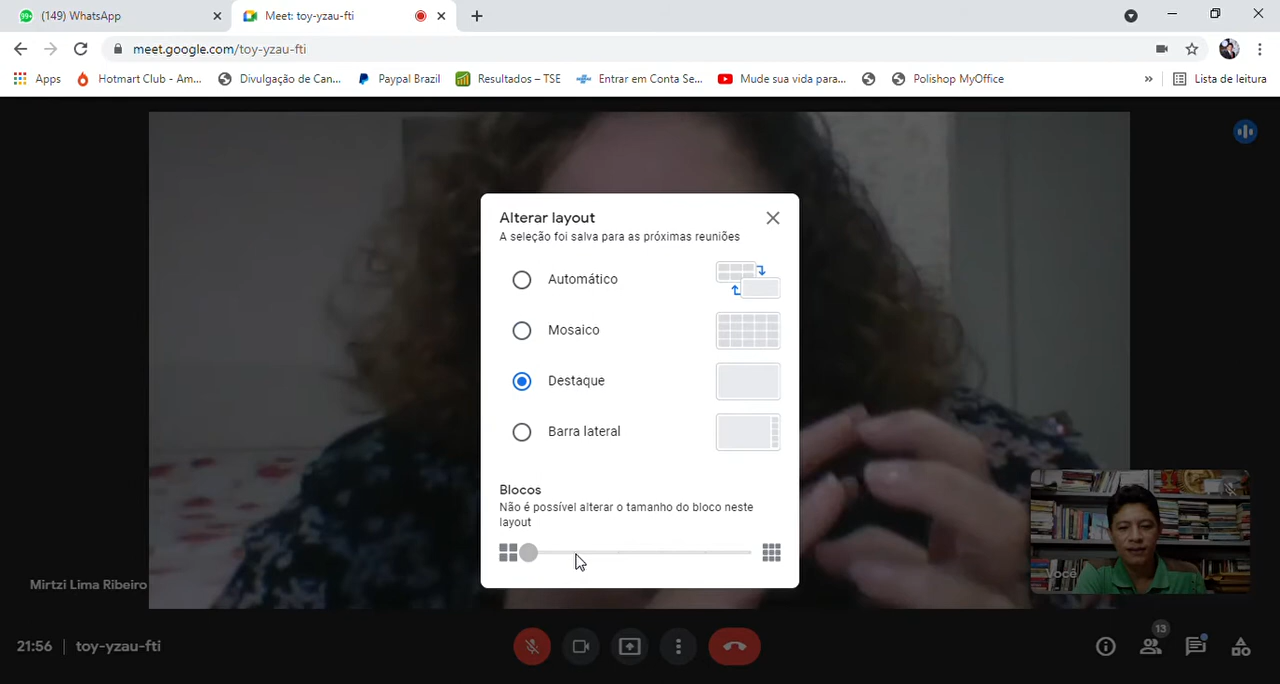 99+ (149) WhatsApp
Meet: toy-yzau-fti
meet.google.com/toy-yzau-fti
Apps
Hotmart Club - Am...
Divulgação de Can...
Paypal Brazil
Resultados – TSE
Entrar em Conta Se...
Mude sua vida para...
Polishop MyOffice
»
Lista de leitura
Alterar layout
A seleção foi salva para as próximas reuniões
Automático
Mosaico
Destaque
Barra lateral
Blocos
Não é possível alterar o tamanho do bloco neste
layout
Mirtzi Lima Ribeiro
Você
21:56 | toy-yzau-fti
13